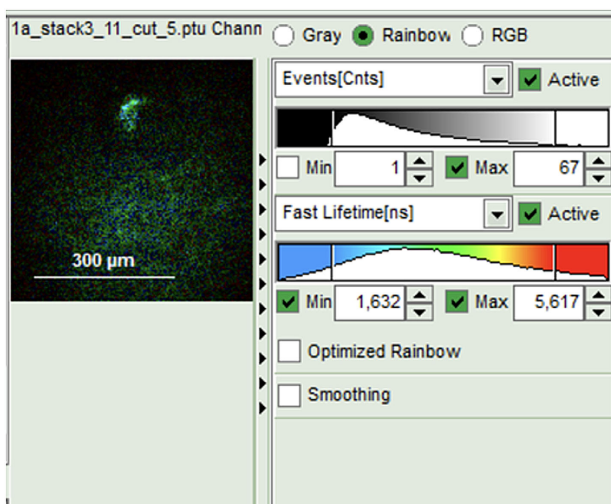 1a_stack3_11_cut_5.ptu Chann
Gray Rainbow RGB
300 µm
Events[Cnts] Active
Min 1 Max 67
Fast Lifetime[ns] Active
Min 1,632 Max 5,617
Optimized Rainbow
Smoothing